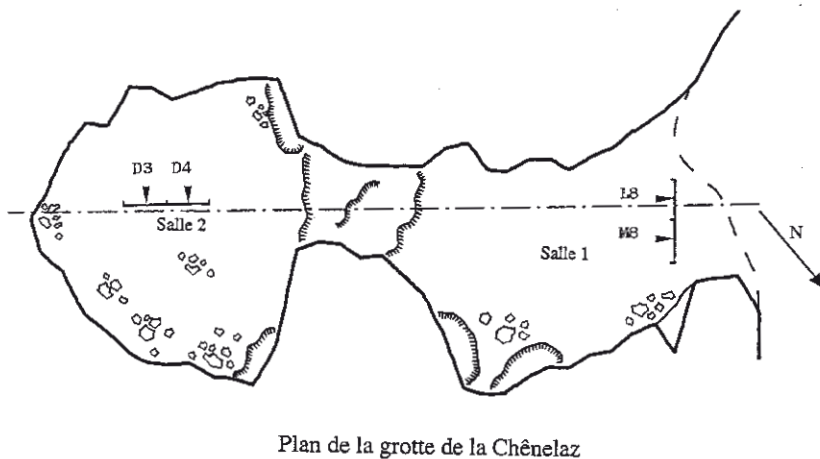 D3 D4
Salle 2
L8
M8
N
Salle 1
Plan de la grotte de la Chênelaz